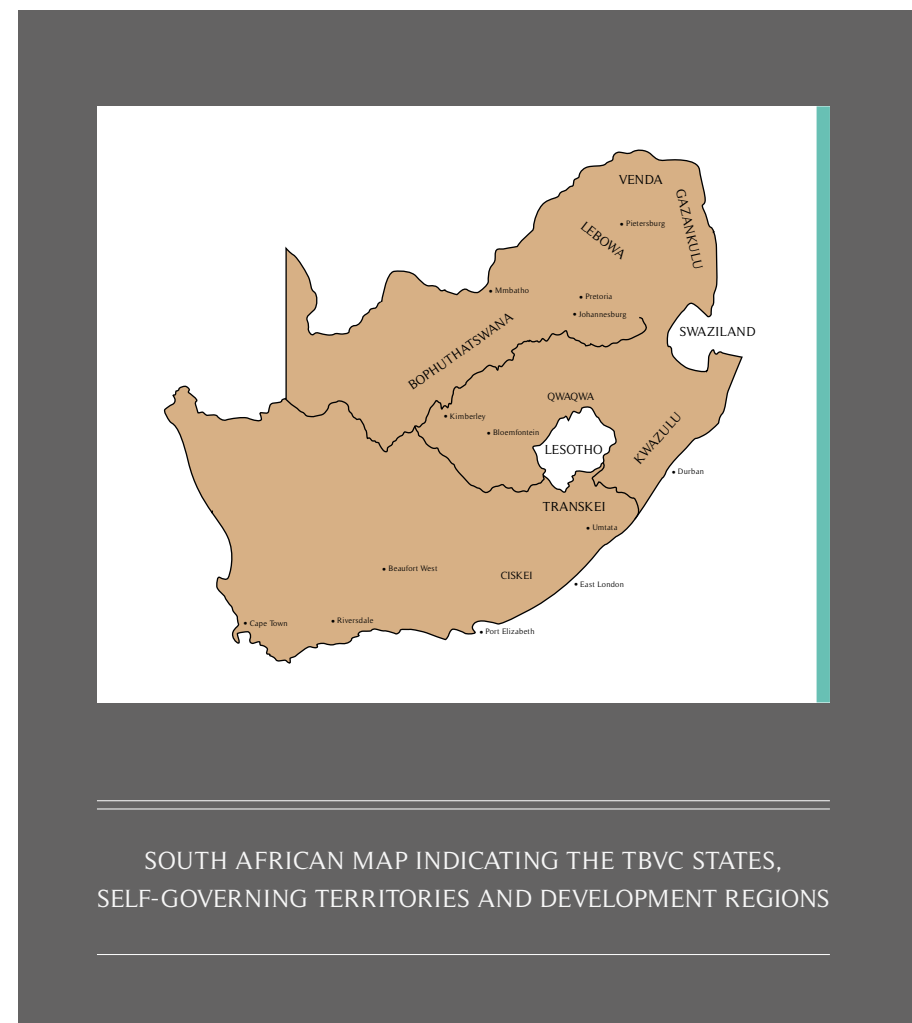 VENDA
GAZANKULU
LEBOWA
Pietersburg
Mmbatho
Pretoria
Johannesburg
SWAZILAND
BOPHUTHATSWANA
QWAQWA
Kimberley
Bloemfontein
LESOTHO
KWAZULU
Durban
TRANSKEI
Umtata
Beaufort West
CISKEI
East London
Cape Town
Riversdale
Port Elizabeth
SOUTH AFRICAN MAP INDICATING THE TBVC STATES,
SELF-GOVERNING TERRITORIES AND DEVELOPMENT REGIONS